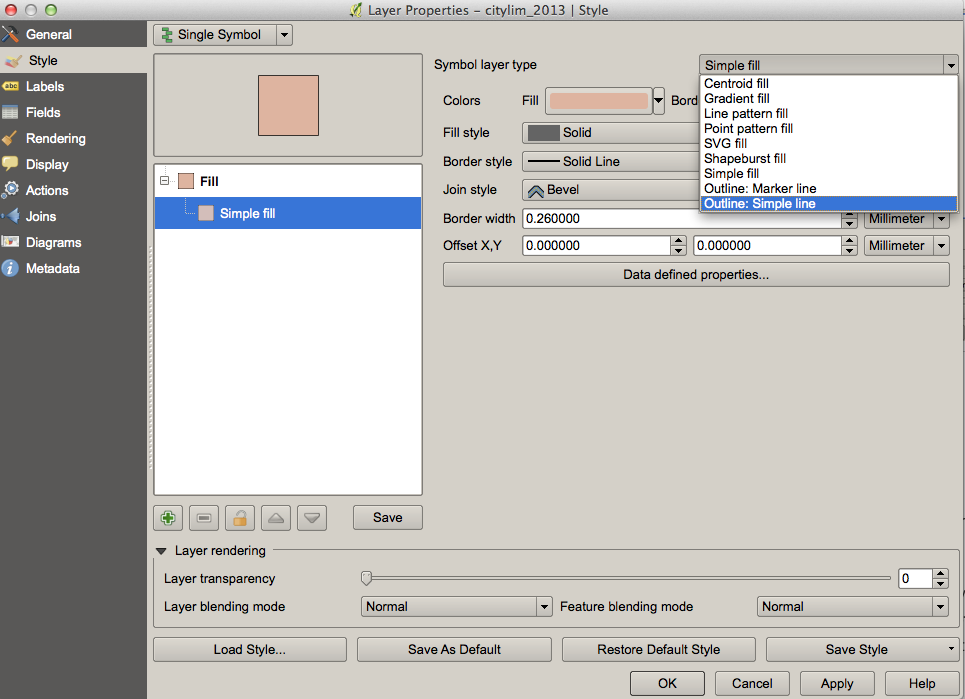 Layer Properties - citylim_2013 | Style
General
Style
abc Labels
Fields
Rendering
Display
Actions
Joins
Diagrams
Metadata
Single Symbol
Fill
Simple fill
Save
Symbol layer type
Simple fill
Centroid fill
Gradient fill
Line pattern fill
Point pattern fill
SVG fill
Shapeburst fill
Simple fill
Outline: Marker line
Outline: Simple line
Colors Fill Bord
Fill style Solid
Border style Solid Line
Join style Bevel
Border width 0.260000 Millimeter
Offset X,Y 0.000000 0.000000 Millimeter
Data defined properties...
Layer rendering
Layer transparency 0
Layer blending mode Normal Feature blending mode Normal
Load Style... Save As Default Restore Default Style Save Style
OK Cancel Apply Help